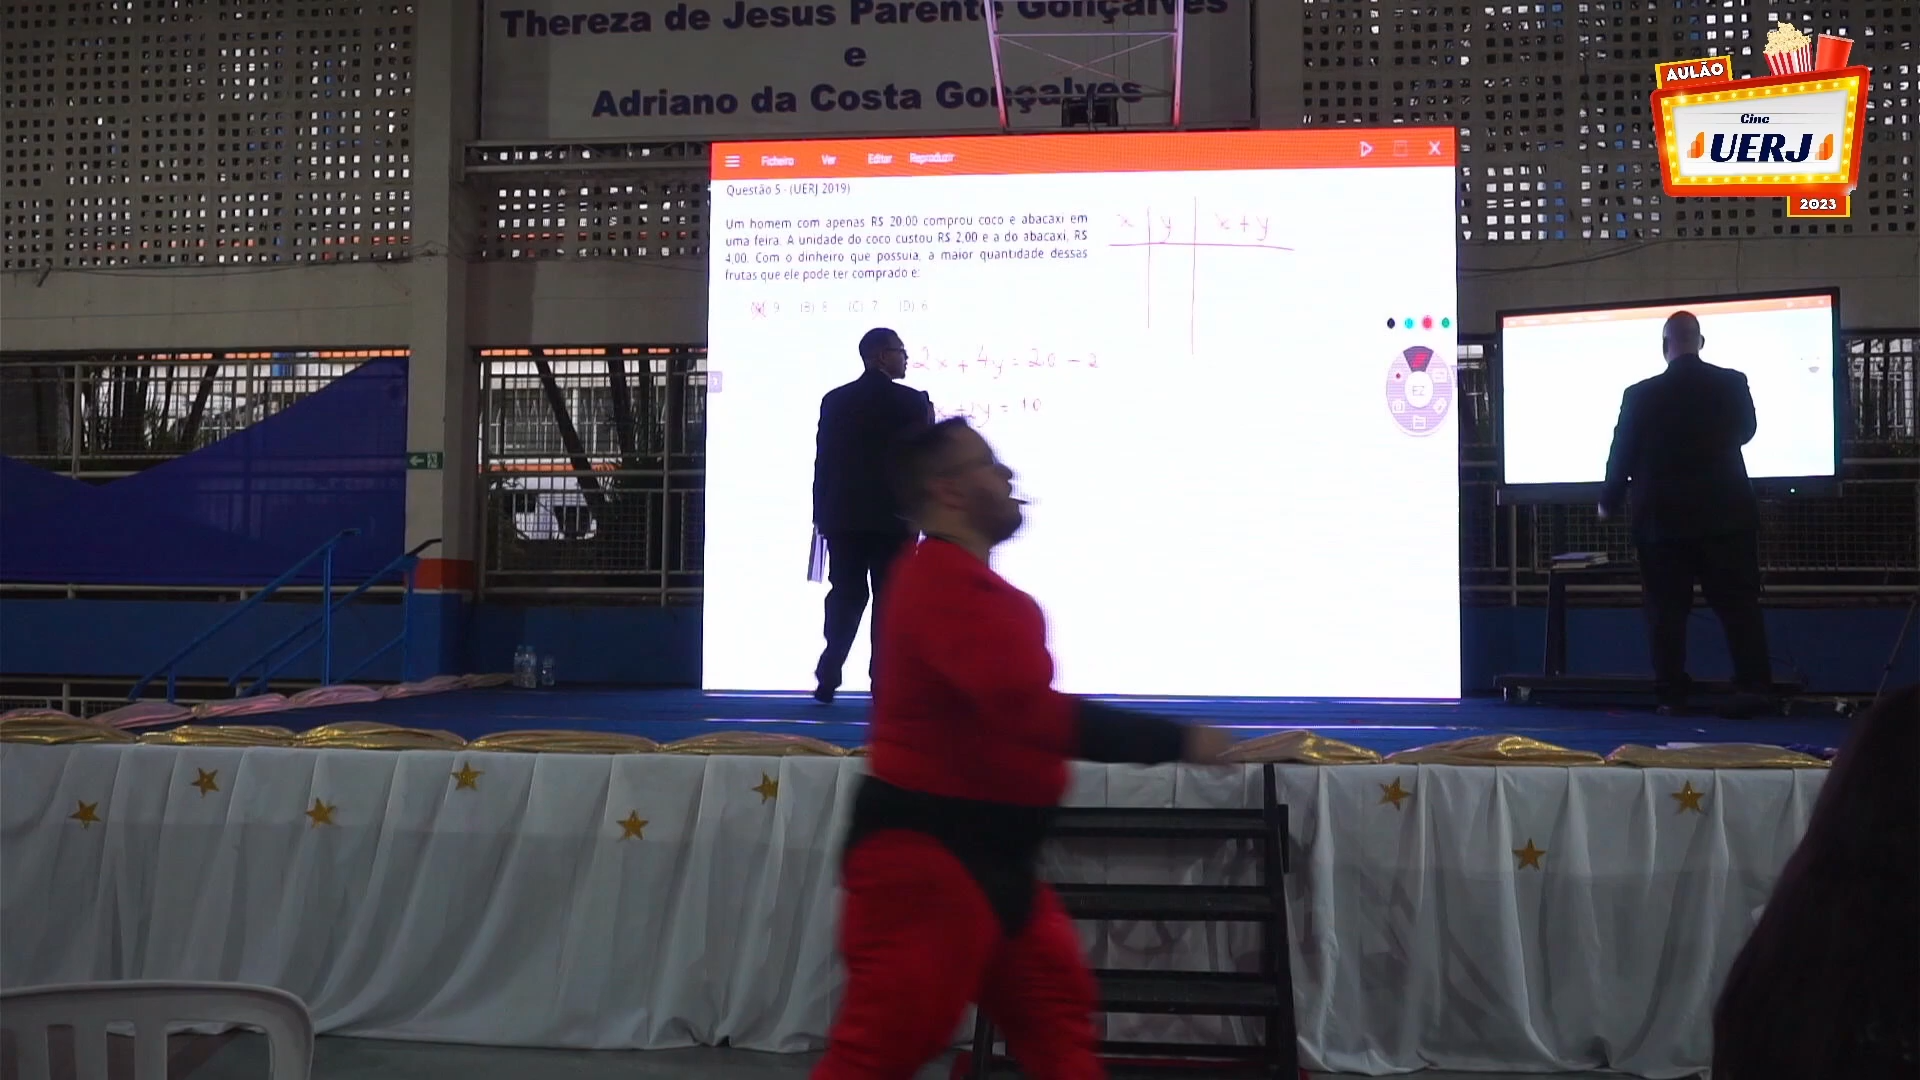 Thereza de Jesus Parente Gonçalves
e
Adriano da Costa Gonçalves
AULÃO
Cine
UERJ
2023
Ficheiro Ver Editar Reproduzir X
Questão 5 - (UERJ 2019)
Um homem com apenas R$ 20,00 comprou coco e abacaxi em
uma feira. A unidade do coco custou R$ 2,00 e a do abacaxi, R$
4,00. Com o dinheiro que possuía, a maior quantidade dessas
frutas que ele pode ter comprado é:
9 (B) 8 (C) 7 (D) 6
x y x + y
2x + 4y = 20 ÷ 2
x + 2y = 10
EZ